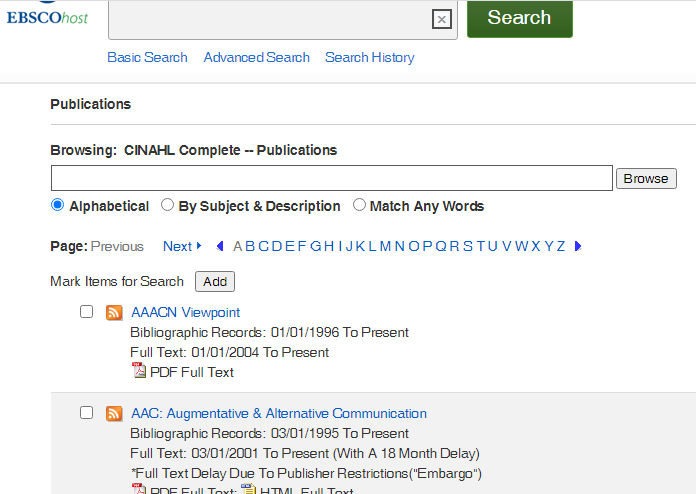 EBSCOhost
Search
Basic Search Advanced Search Search History
Publications
Browsing: CINAHL Complete -- Publications
Browse
Alphabetical By Subject & Description Match Any Words
Page: Previous Next A B C D E F G H I J K L M N O P Q R S T U V W X Y Z
Mark Items for Search Add
AAACN Viewpoint
Bibliographic Records: 01/01/1996 To Present
Full Text: 01/01/2004 To Present
PDF Full Text
AAC: Augmentative & Alternative Communication
Bibliographic Records: 03/01/1995 To Present
Full Text: 03/01/2001 To Present (With A 18 Month Delay)
*Full Text Delay Due To Publisher Restrictions("Embargo")
PDF Full Text; HTML Full Text